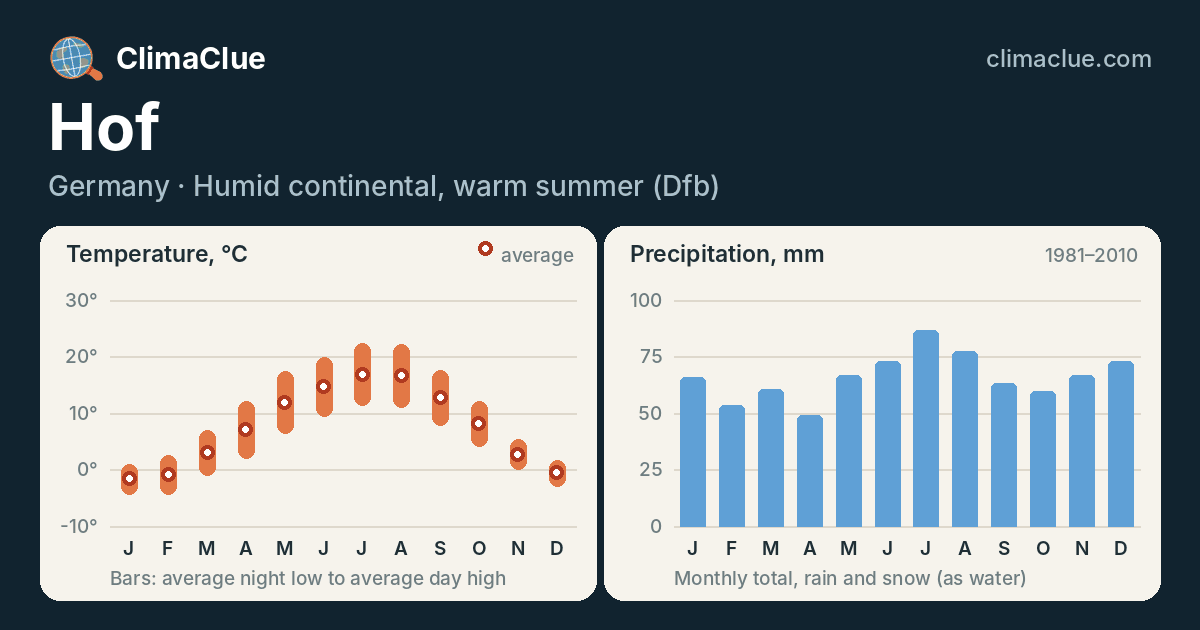 ClimaClue
climaclue.com
Hof
Germany · Humid continental, warm summer (Dfb)
Temperature, °C
average
30°
20°
10°
0°
-10°
J F M A M J J A S O N D
Bars: average night low to average day high
Precipitation, mm
1981–2010
100
75
50
25
0
J F M A M J J A S O N D
Monthly total, rain and snow (as water)